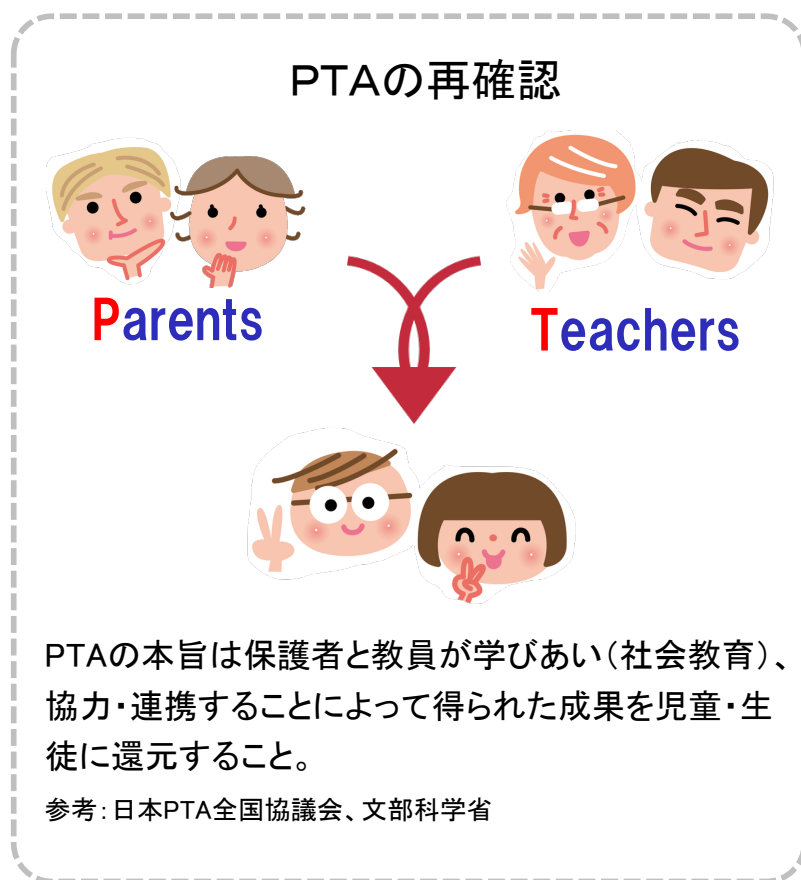 PTAの再確認
Parents
Teachers
PTAの本旨は保護者と教員が学びあい（社会教育）、
協力・連携することによって得られた成果を児童・生
徒に還元すること。
参考：日本PTA全国協議会、文部科学省